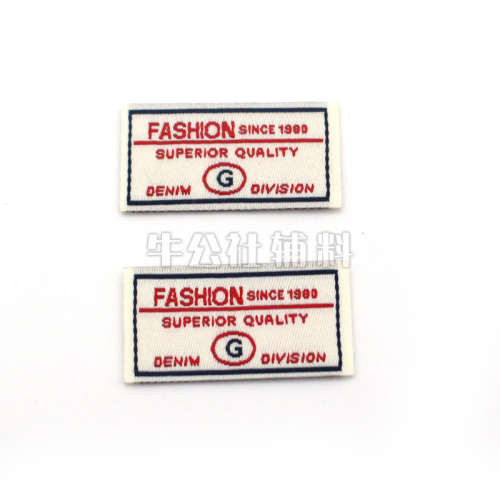 FASHION SINCE 1980
SUPERIOR QUALITY
G
DENIM DIVISION
牛公社辅料
FASHION SINCE 1980
SUPERIOR QUALITY
G
DENIM DIVISION